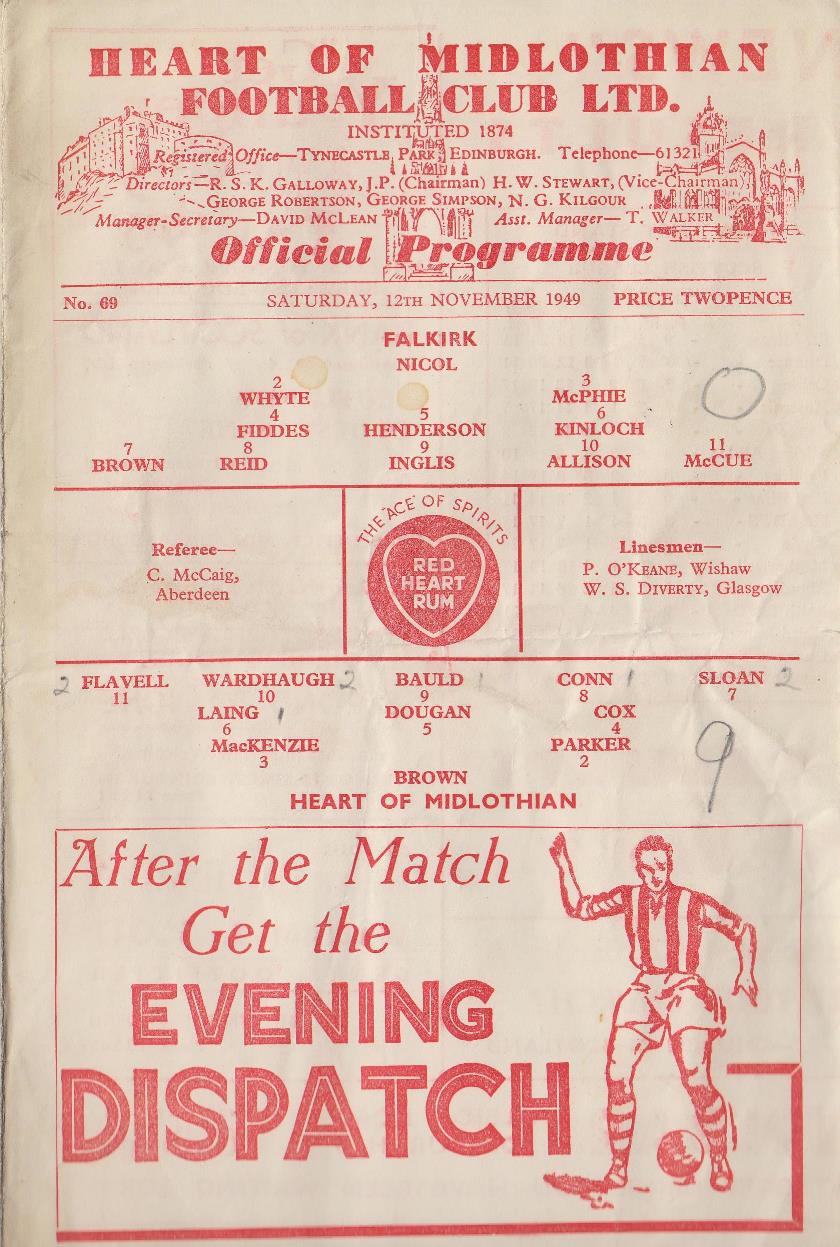 HEART OF MIDLOTHIAN
FOOTBALL CLUB LTD.
INSTITUTED 1874
Registered Office—TYNECASTLE PARK, EDINBURGH. Telephone—61321
Directors—R. S. K. GALLOWAY, J.P. (Chairman) H. W. STEWART, (Vice-Chairman)
GEORGE ROBERTSON, GEORGE SIMPSON, N. G. KILGOUR
Manager-Secretary—DAVID MCLEAN Asst. Manager— T. WALKER
Official Programme
No. 69 SATURDAY, 12TH NOVEMBER 1949 PRICE TWOPENCE
FALKIRK
NICOL
2 3
WHYTE McPHIE 0
4 5 6
FIDDES HENDERSON KINLOCH
7 8 9 10 11
BROWN REID INGLIS ALLISON McCUE
THE "ACE" OF SPIRITS
RED
HEART
RUM
Referee—
C. McCaig,
Aberdeen
Linesmen—
P. O'KEANE, Wishaw
W. S. DIVERTY, Glasgow
2 FLAVELL WARDHAUGH 2 BAULD 1 CONN 1 SLOAN 2
11 10 9 8 7
LAING 1 DOUGAN COX
6 5 4
MacKENZIE PARKER 9
3 2
BROWN
HEART OF MIDLOTHIAN
After the Match
Get the
EVENING
DISPATCH